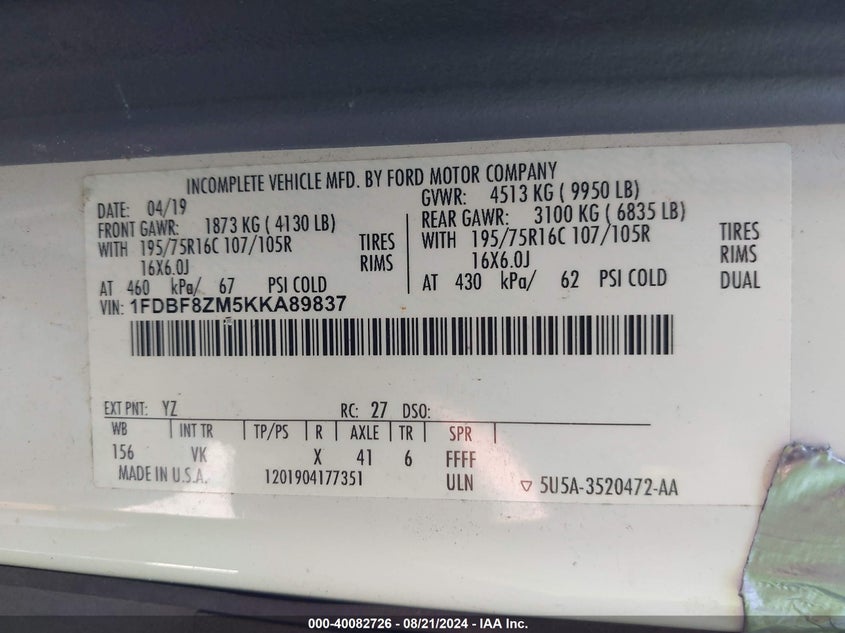 INCOMPLETE VEHICLE MFD. BY FORD MOTOR COMPANY
DATE: 04/19 GVWR: 4513 KG ( 9950 LB)
FRONT GAWR: 1873 KG ( 4130 LB) REAR GAWR: 3100 KG ( 6835 LB)
WITH 195/75R16C 107/105R TIRES WITH 195/75R16C 107/105R TIRES
16X6.0J RIMS 16X6.0J RIMS
AT 460 kPa/ 67 PSI COLD AT 430 kPa/ 62 PSI COLD DUAL
VIN: 1FDBF8ZM5KKA89837
EXT PNT: YZ RC: 27 DSO:
WB INT TR TP/PS R AXLE TR SPR
156 VK X 41 6 FFFF
MADE IN U.S.A. 1201904177351 ULN ▽ 5U5A-3520472-AA
000-40082726 - 08/21/2024 - IAA Inc.